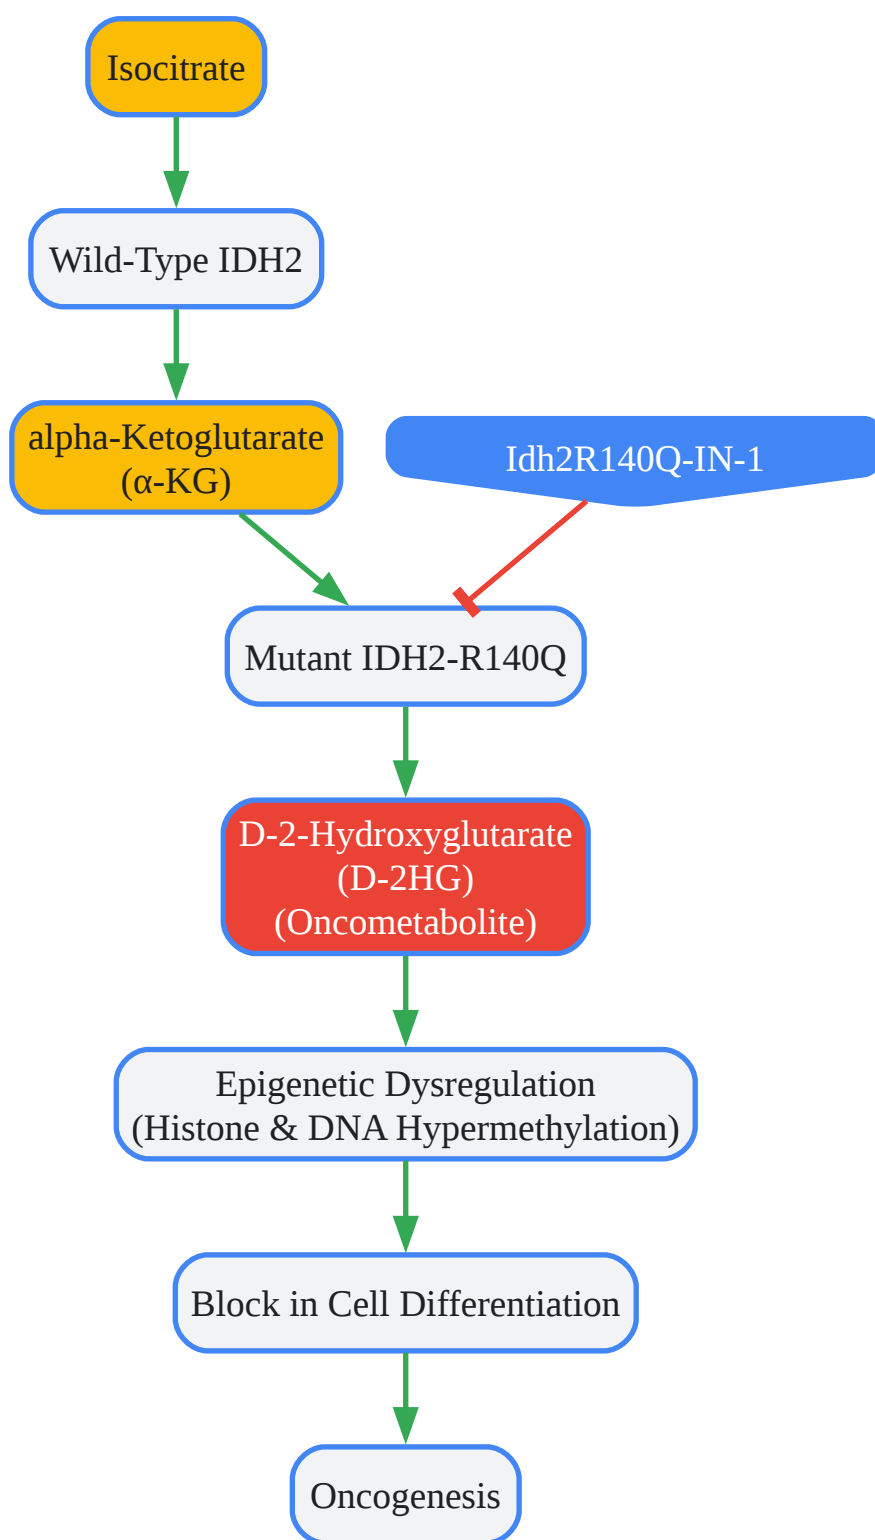 Isocitrate
Wild-Type IDH2
alpha-Ketoglutarate
(α-KG)
Idh2R140Q-IN-1
Mutant IDH2-R140Q
D-2-Hydroxyglutarate
(D-2HG)
(Oncometabolite)
Epigenetic Dysregulation
(Histone & DNA Hypermethylation)
Block in Cell Differentiation
Oncogenesis